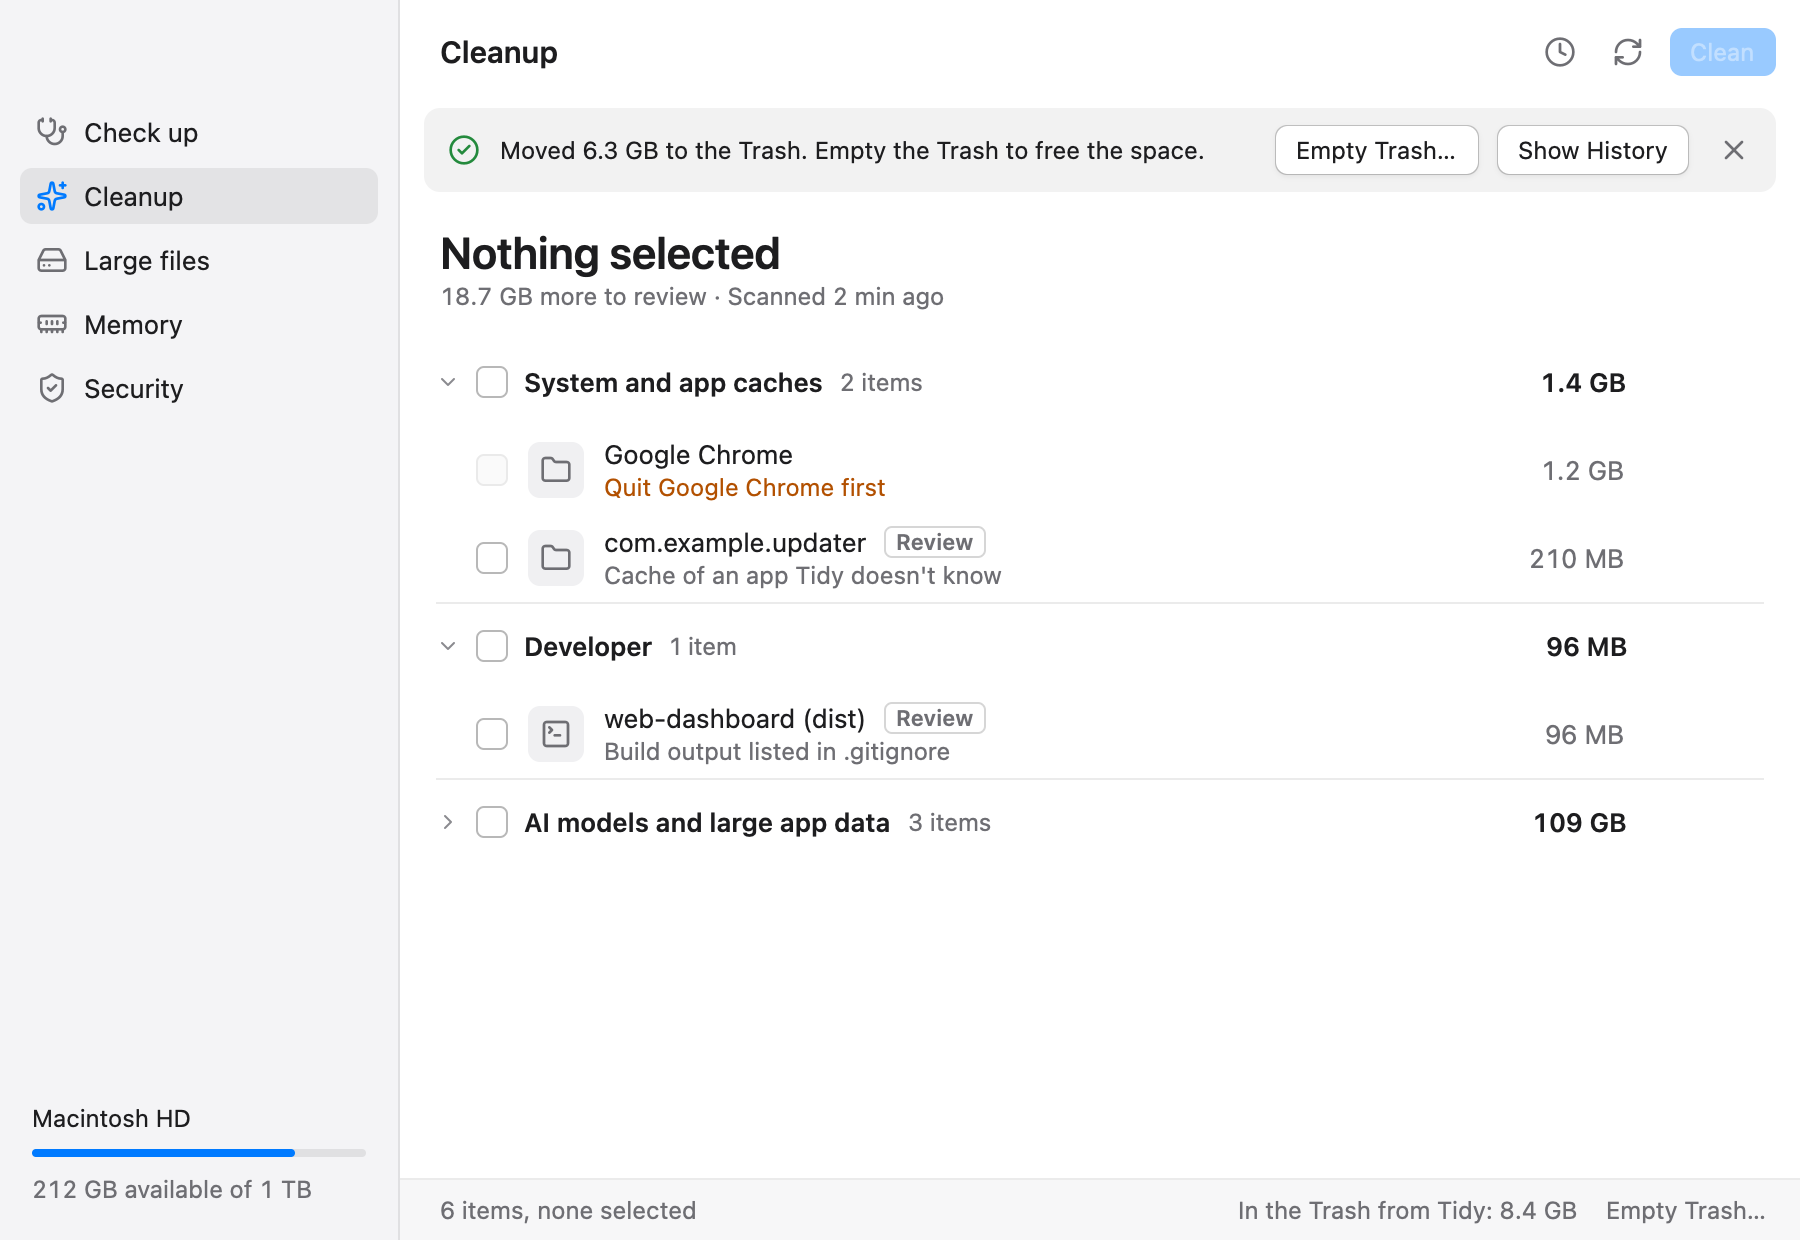 Cleanup
Clean
Check up
Cleanup
Large files
Memory
Security
Moved 6.3 GB to the Trash. Empty the Trash to free the space.
Empty Trash...
Show History
Nothing selected
18.7 GB more to review · Scanned 2 min ago
System and app caches 2 items 1.4 GB
Google Chrome
Quit Google Chrome first
1.2 GB
com.example.updater Review
Cache of an app Tidy doesn't know
210 MB
Developer 1 item 96 MB
web-dashboard (dist) Review
Build output listed in .gitignore
96 MB
AI models and large app data 3 items 109 GB
Macintosh HD
212 GB available of 1 TB
6 items, none selected
In the Trash from Tidy: 8.4 GB
Empty Trash...